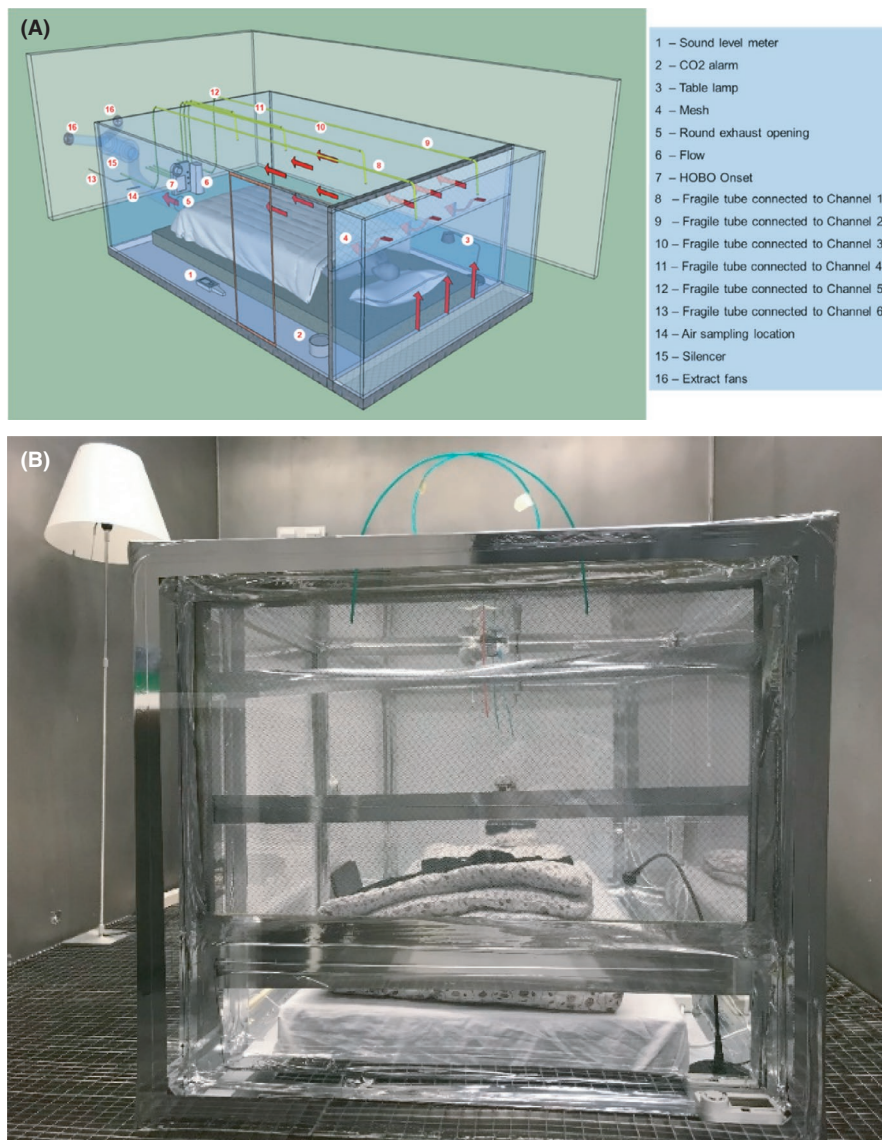 (A)
16
16
15
13
14
12
11
10
9
8
7
6
5
4
3
1
2
1 – Sound level meter
2 – CO2 alarm
3 – Table lamp
4 – Mesh
5 – Round exhaust opening
6 – Flow
7 – HOBO Onset
8 – Fragile tube connected to Channel 1
9 – Fragile tube connected to Channel 2
10 – Fragile tube connected to Channel 3
11 – Fragile tube connected to Channel 4
12 – Fragile tube connected to Channel 5
13 – Fragile tube connected to Channel 6
14 – Air sampling location
15 – Silencer
16 – Extract fans
(B)